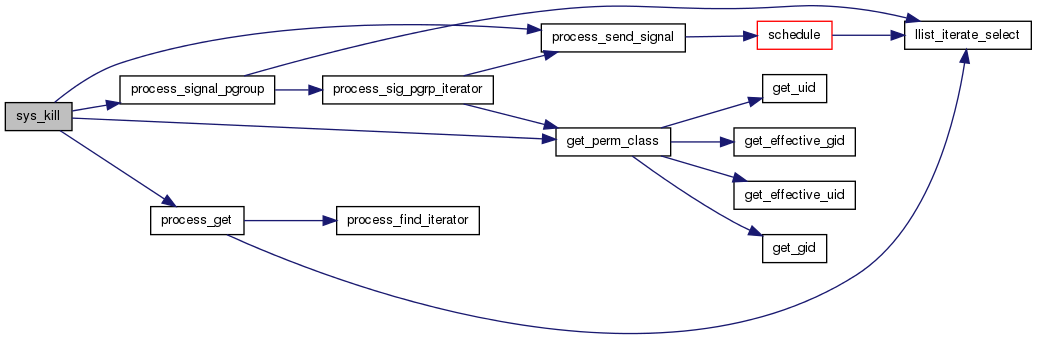 sys_kill
process_signal_pgroup
process_get
process_sig_pgrp_iterator
process_find_iterator
process_send_signal
get_perm_class
schedule
get_uid
get_effective_gid
get_effective_uid
get_gid
llist_iterate_select